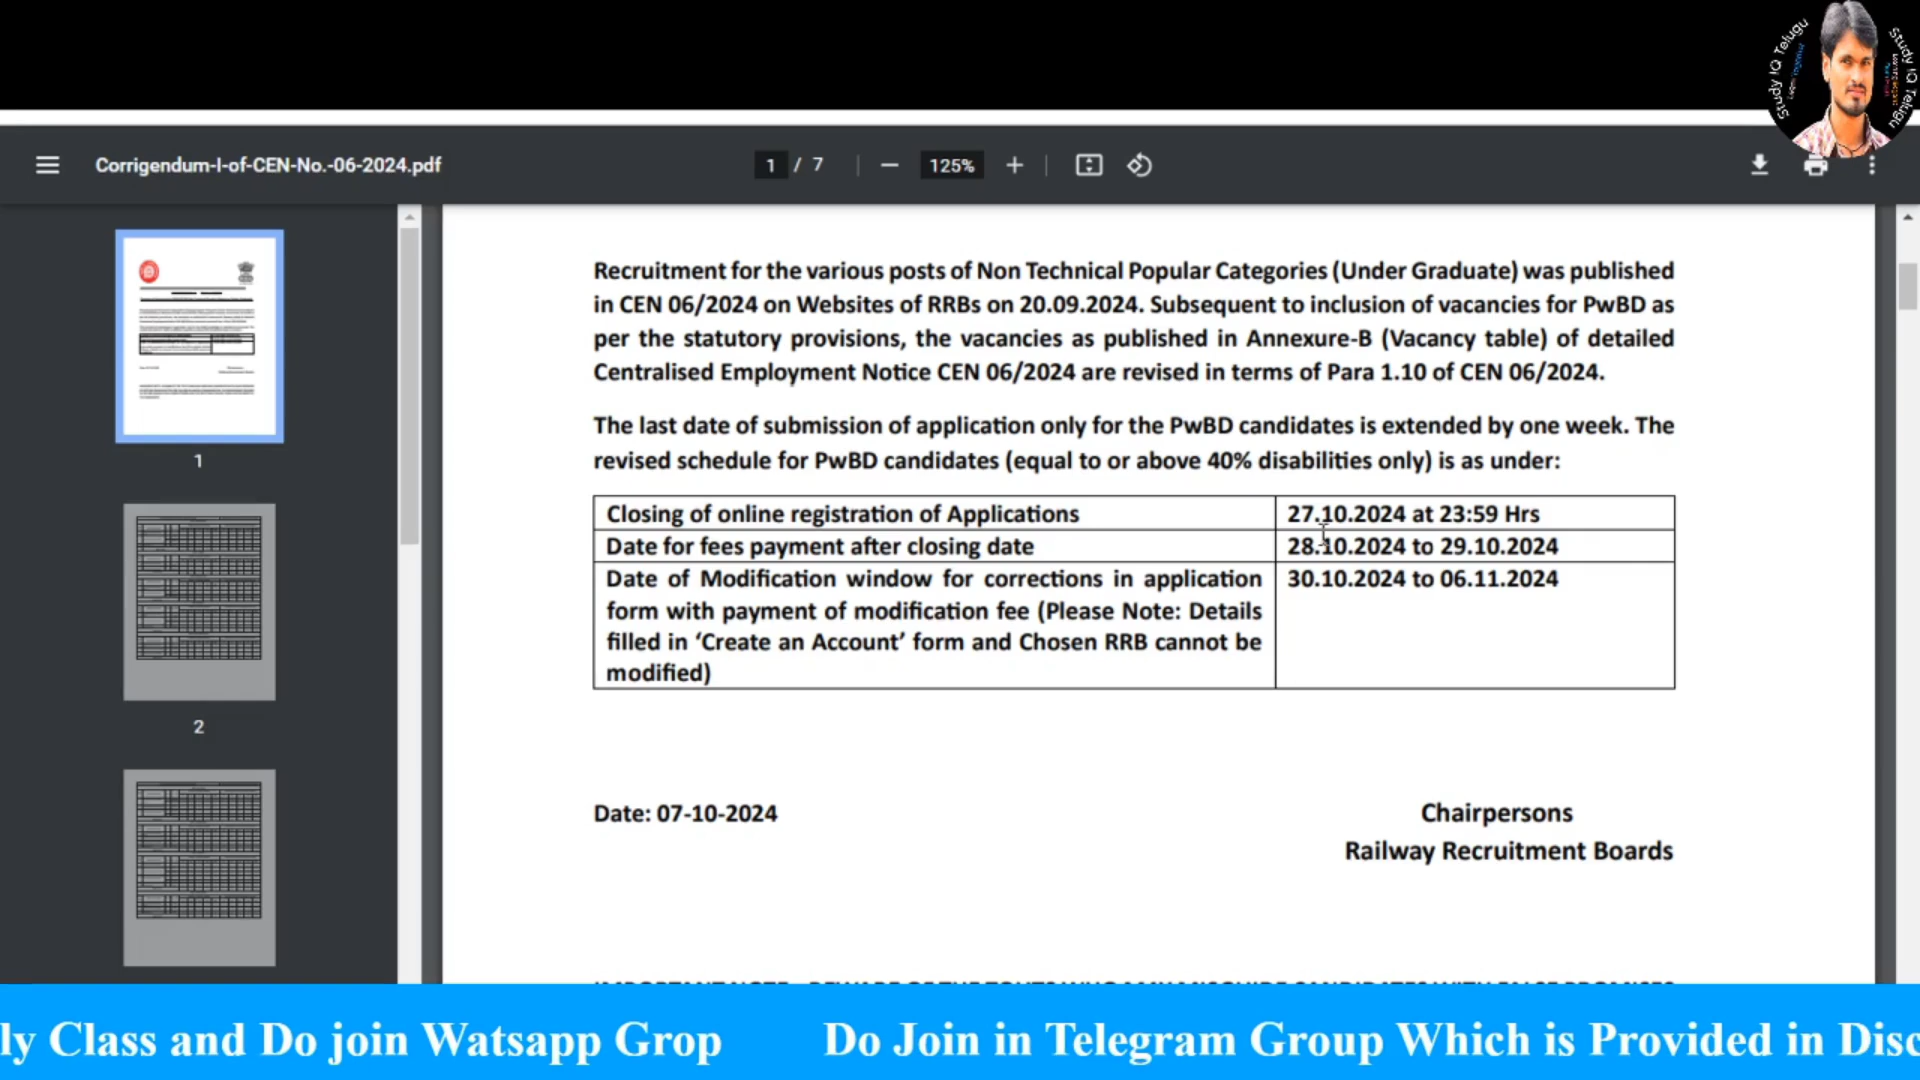 Study IQ Telugu
Study IQ Telugu
Corrigendum-I-of-CEN-No.-06-2024.pdf
1 / 7
125%
Recruitment for the various posts of Non Technical Popular Categories (Under Graduate) was published
in CEN 06/2024 on Websites of RRBs on 20.09.2024. Subsequent to inclusion of vacancies for PwBD as
per the statutory provisions, the vacancies as published in Annexure-B (Vacancy table) of detailed
Centralised Employment Notice CEN 06/2024 are revised in terms of Para 1.10 of CEN 06/2024.
The last date of submission of application only for the PwBD candidates is extended by one week. The
revised schedule for PwBD candidates (equal to or above 40% disabilities only) is as under:
Closing of online registration of Applications 27.10.2024 at 23:59 Hrs
Date for fees payment after closing date 28.10.2024 to 29.10.2024
Date of Modification window for corrections in application 30.10.2024 to 06.11.2024
form with payment of modification fee (Please Note: Details
filled in ‘Create an Account’ form and Chosen RRB cannot be
modified)
Date: 07-10-2024
Chairpersons
Railway Recruitment Boards
1
2
ly Class and Do join Watsapp Grop Do Join in Telegram Group Which is Provided in Disc